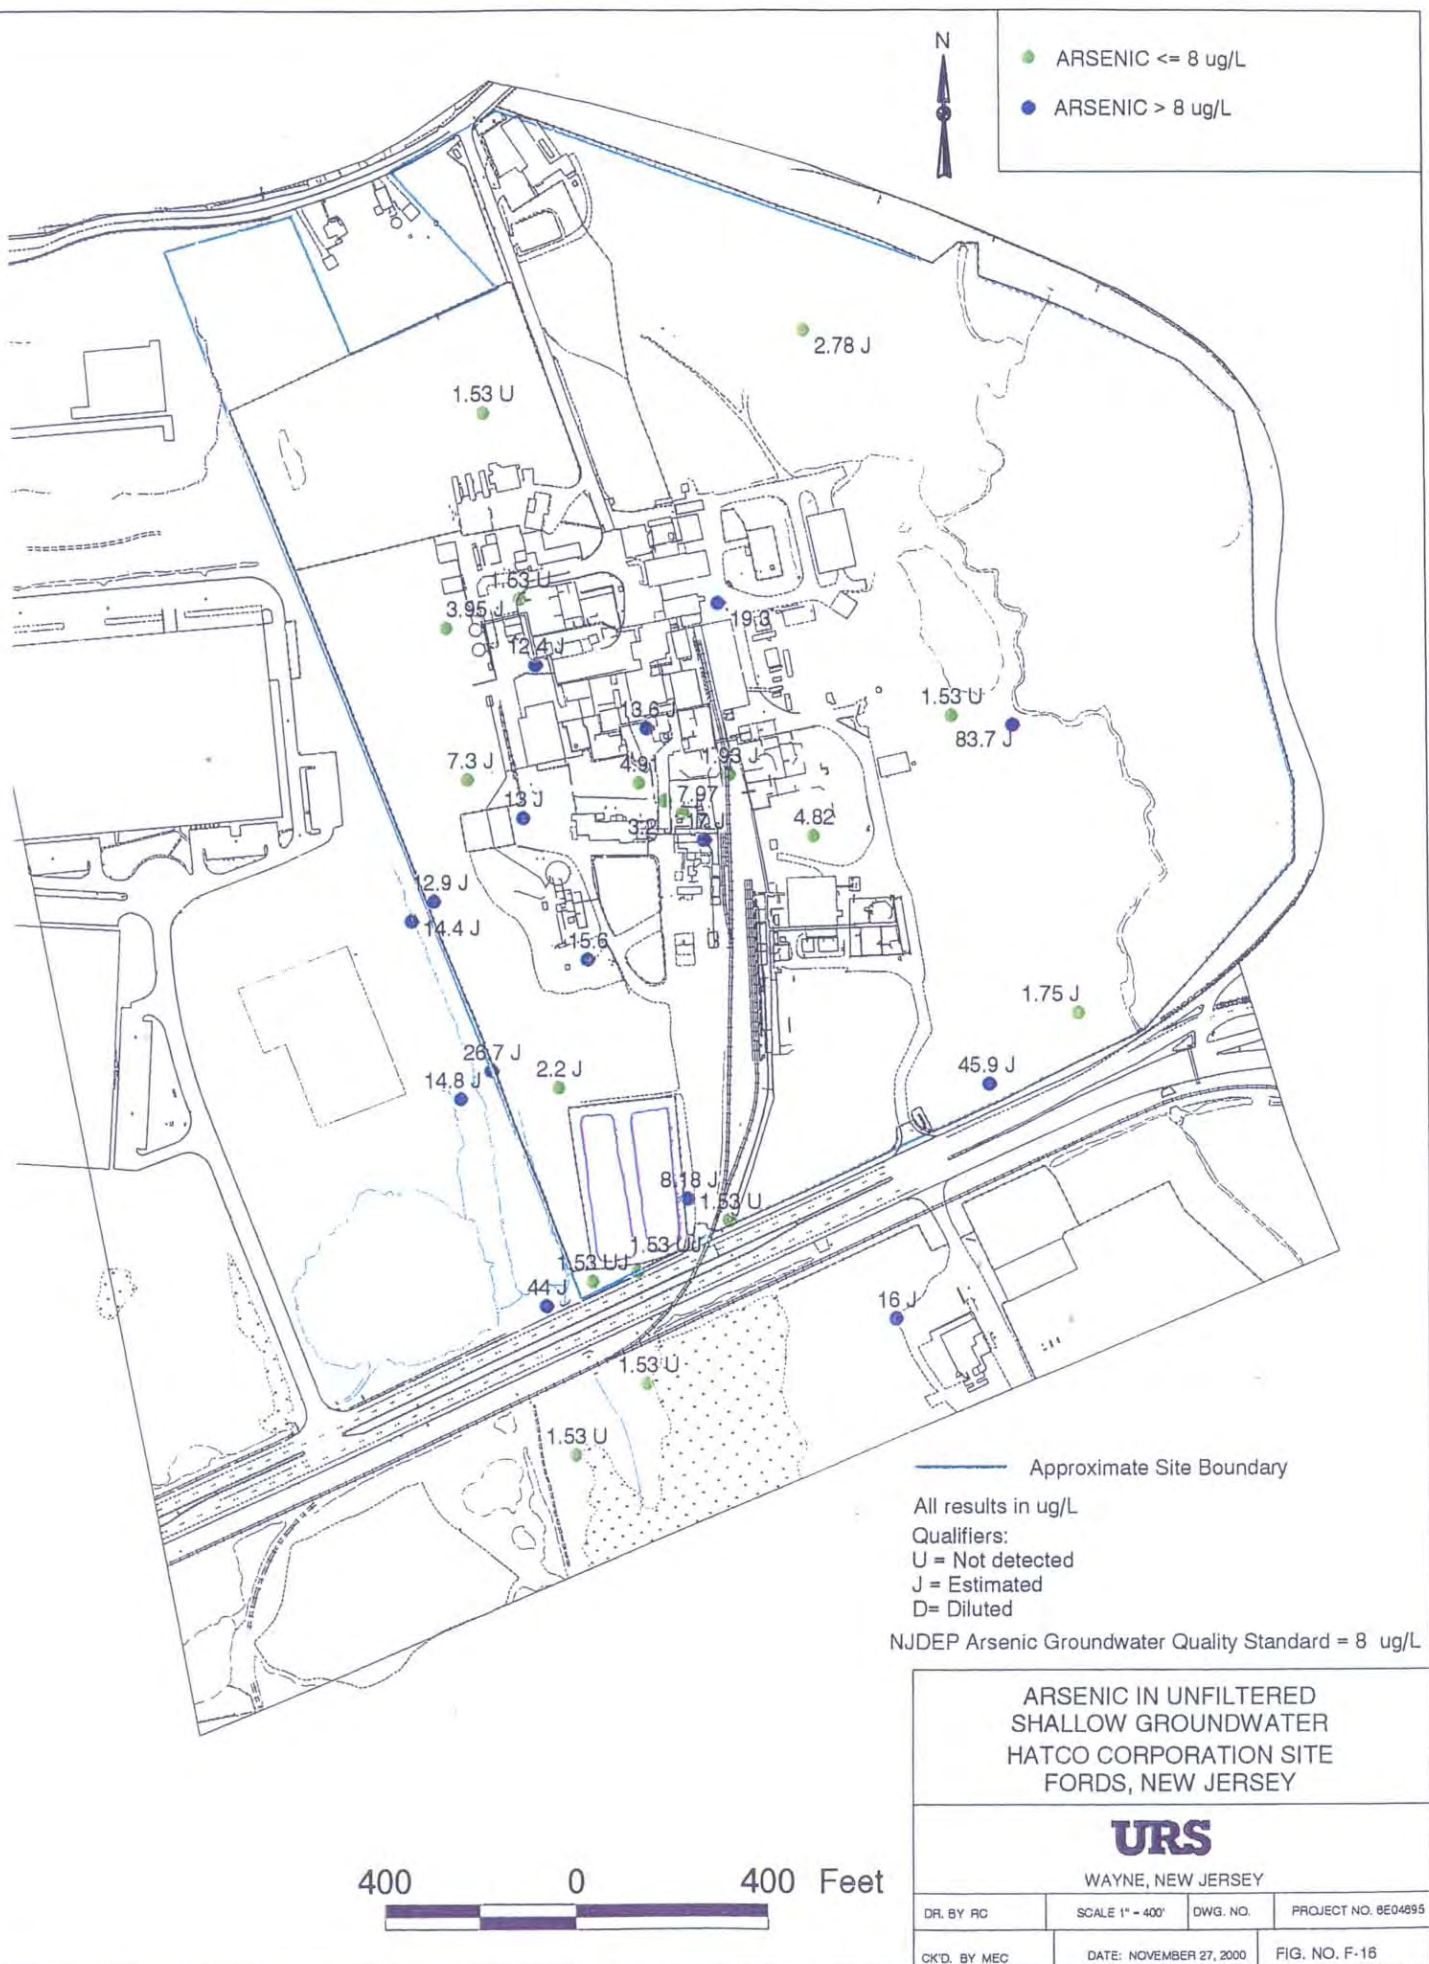 N
ARSENIC <= 8 ug/L
ARSENIC > 8 ug/L
2.78 J
1.53 U
1.53 U
3.95 J
19.3
12.4 J
1.53 U
13.6 J
83.7 J
7.3 J
4.91
1.93 J
13 J
7.97
4.82
3.2
17 J
12.9 J
14.4 J
15.6
1.75 J
26.7 J
2.2 J
14.8 J
45.9 J
8.18 J
1.53 U
1.53 UJ
1.53 UJ
44 J
16 J
1.53 U
1.53 U
Approximate Site Boundary
All results in ug/L
Qualifiers:
U = Not detected
J = Estimated
D= Diluted
NJDEP Arsenic Groundwater Quality Standard = 8 ug/L
ARSENIC IN UNFILTERED
SHALLOW GROUNDWATER
HATCO CORPORATION SITE
FORDS, NEW JERSEY
URS
WAYNE, NEW JERSEY
400 0 400 Feet
DR. BY RC SCALE 1" = 400' DWG. NO. PROJECT NO. 6E04695
CK'D. BY MEC DATE: NOVEMBER 27, 2000 FIG. NO. F-16